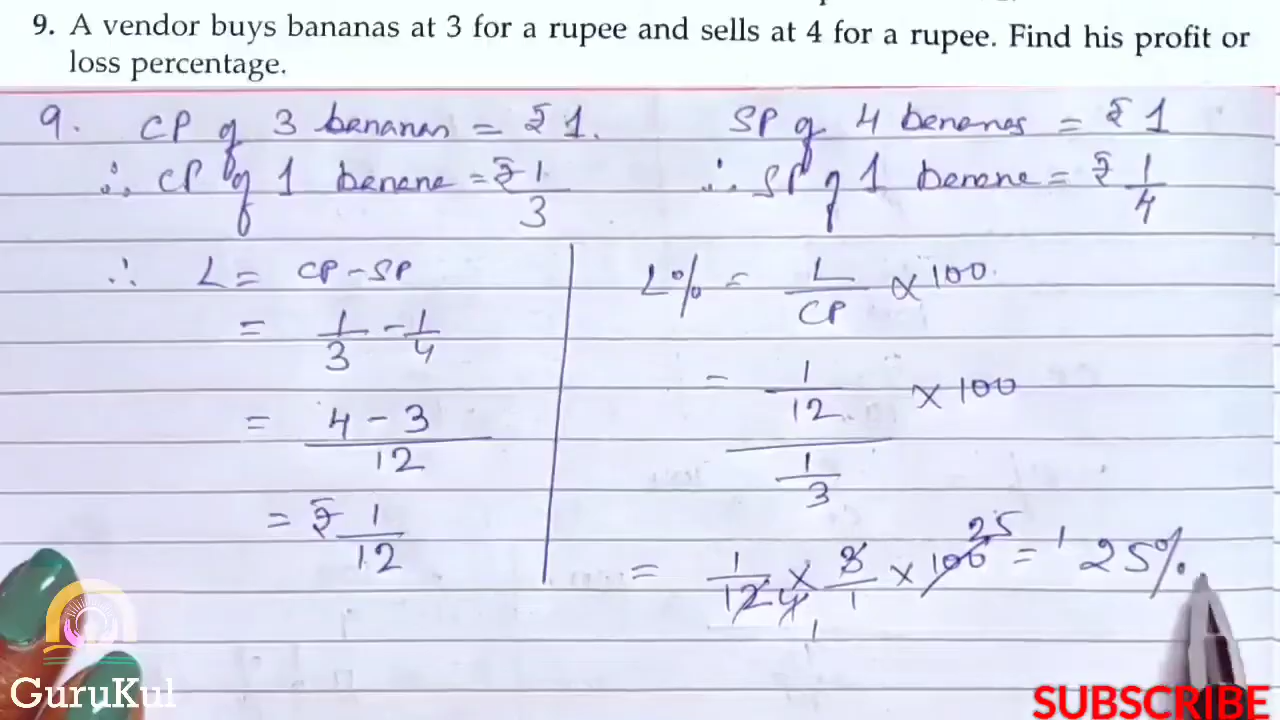 9. A vendor buys bananas at 3 for a rupee and sells at 4 for a rupee. Find his profit or
loss percentage.
9. CP of 3 bananas = ₹ 1. SP of 4 bananas = ₹ 1
∴ CP of 1 banana = ₹ 1/3 ∴ SP of 1 banana = ₹ 1/4
∴ L = CP - SP
= 1/3 - 1/4
= 4 - 3 / 12
= ₹ 1/12
L% = L/CP × 100
= 1/12 × 100
1/3
= 1/12 4 1 × 3/1 × 100 25 = 25%.
GuruKul
SUBSCRIBE